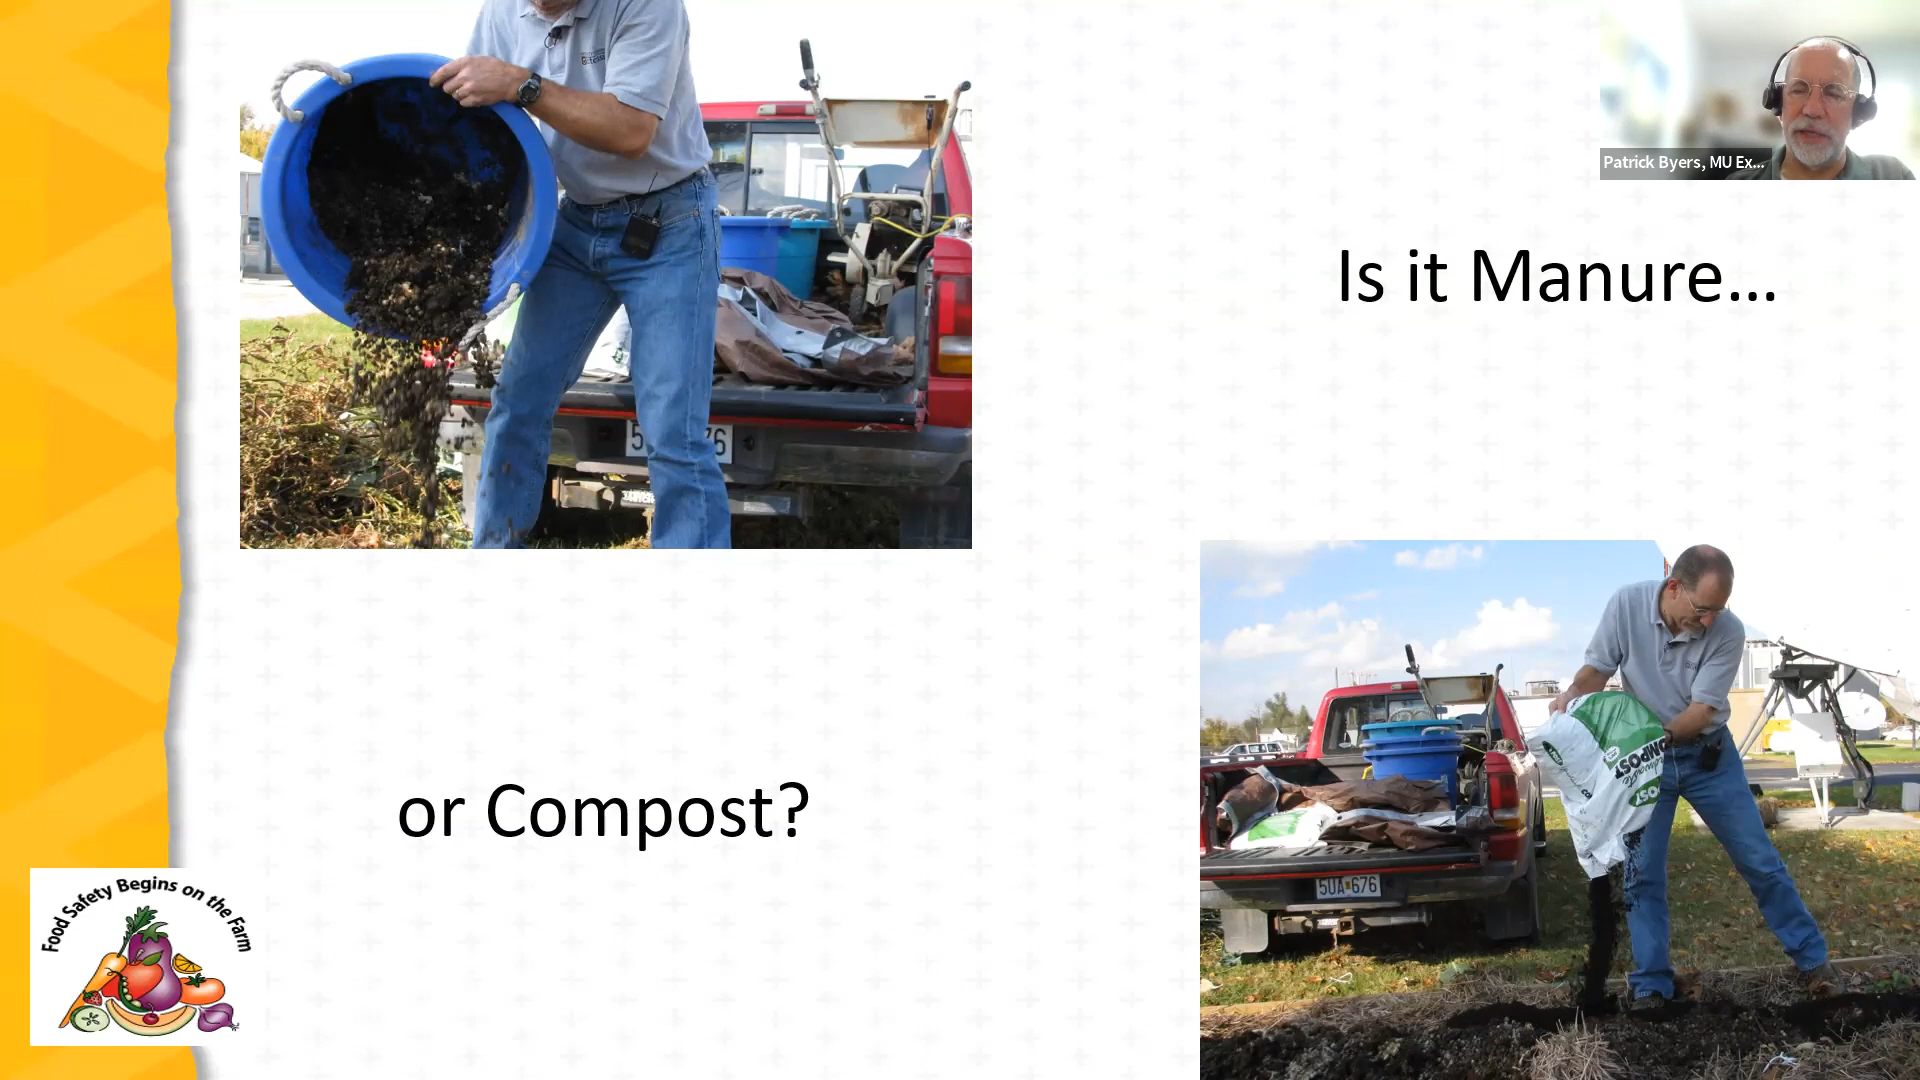 Patrick Byers, MU Ex...
Is it Manure...
or Compost?
Food Safety Begins on the Farm
COMPOST
5UA 676